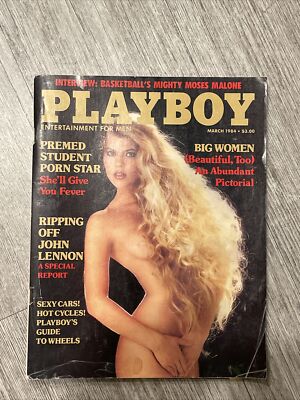 INTERVIEW: BASKETBALL'S MIGHTY MOSES MALONE
PLAYBOY
ENTERTAINMENT FOR MEN
MARCH 1984 • $3.00
PREMED
STUDENT
PORN STAR
She'll Give
You Fever
BIG WOMEN
(Beautiful, Too)
An Abundant
Pictorial
RIPPING
OFF
JOHN
LENNON
A SPECIAL
REPORT
SEXY CARS!
HOT CYCLES!
PLAYBOY'S
GUIDE
TO WHEELS